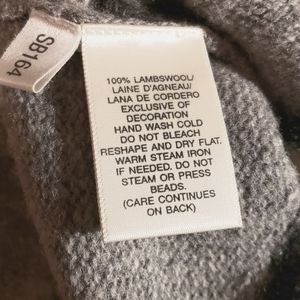 SB164
100% LAMBSWOOL/
LAINE D'AGNEAU/
LANA DE CORDERO
EXCLUSIVE OF
DECORATION
HAND WASH COLD
DO NOT BLEACH
RESHAPE AND DRY FLAT.
WARM STEAM IRON
IF NEEDED. DO NOT
STEAM OR PRESS
BEADS.
(CARE CONTINUES
ON BACK)